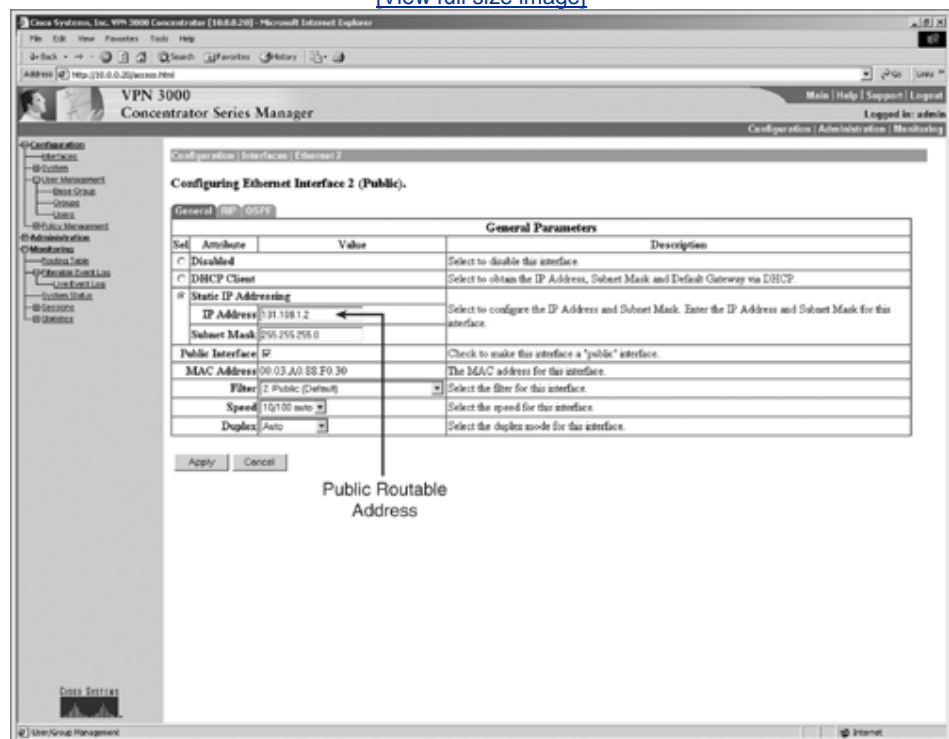 [View full size image]
Cisco Systems, Inc. VPN 3000 Concentrator [10.0.0.20] - Microsoft Internet Explorer
File Edit View Favorites Tools Help
Back Search Favorites History
Address http://10.0.0.20/access.html Go Links »
VPN 3000
Concentrator Series Manager
Main | Help | Support | Logout
Logged in: admin
Configuration | Administration | Monitoring
Configuration
Interfaces
System
User Management
Base Group
Groups
Users
Policy Management
Administration
Monitoring
Routing Table
Filterable Event Log
Live Event Log
System Status
Sessions
Statistics
Configuration | Interfaces | Ethernet 2
Configuring Ethernet Interface 2 (Public).
General RIP OSPF
General Parameters
Sel Attribute Value Description
Disabled Select to disable this interface.
DHCP Client Select to obtain the IP Address, Subnet Mask and Default Gateway via DHCP.
Static IP Addressing
IP Address 131.108.1.2
Subnet Mask 255.255.255.0
Select to configure the IP Address and Subnet Mask. Enter the IP Address and Subnet Mask for this
interface.
Public Interface Check to make this interface a "public" interface.
MAC Address 00.03.A0.88.F0.30 The MAC address for this interface.
Filter 2. Public (Default) Select the filter for this interface.
Speed 10/100 auto Select the speed for this interface.
Duplex Auto Select the duplex mode for this interface.
Apply Cancel
Public Routable
Address
Cisco Systems
User/Group Management Internet